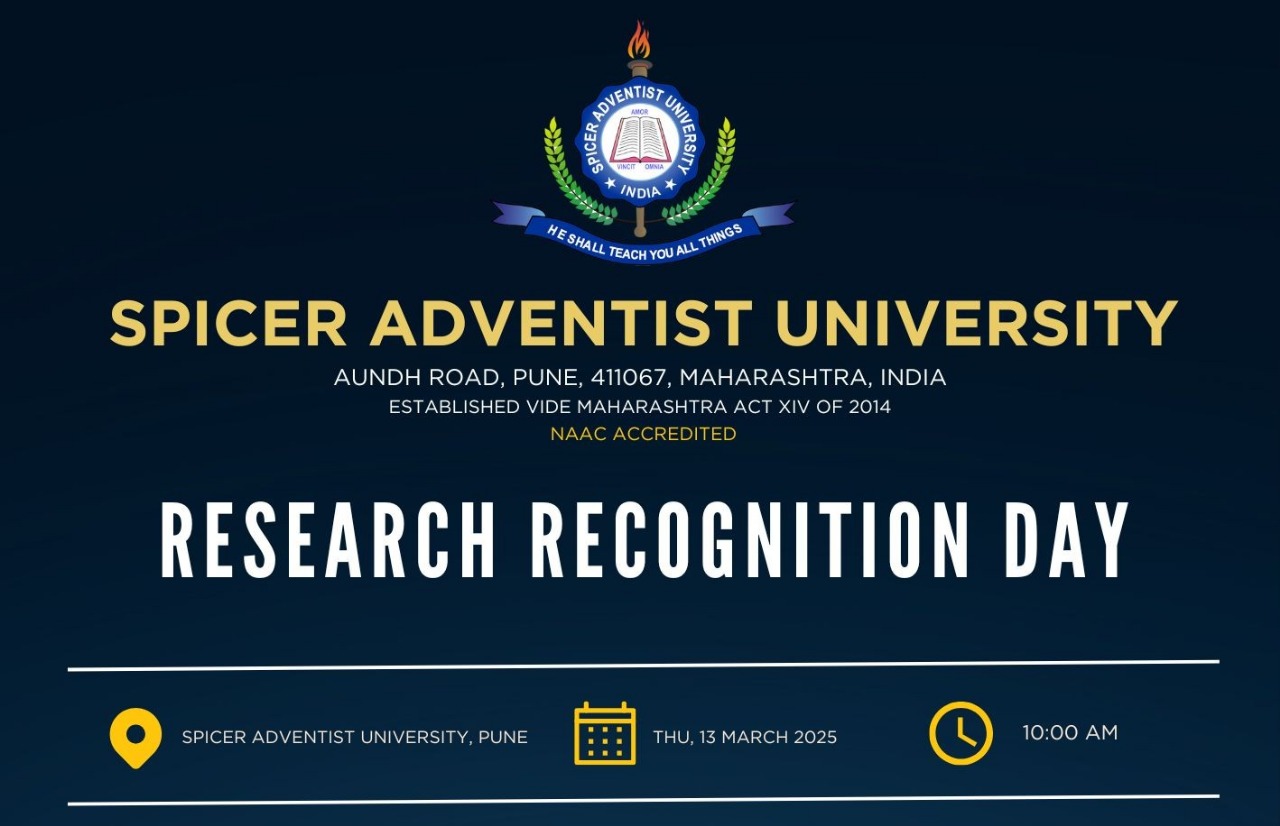 SPICER ADVENTIST UNIVERSITY
AMOR
VINCIT OMNIA
★ INDIA ★
HE SHALL TEACH YOU ALL THINGS
SPICER ADVENTIST UNIVERSITY
AUNDH ROAD, PUNE, 411067, MAHARASHTRA, INDIA
ESTABLISHED VIDE MAHARASHTRA ACT XIV OF 2014
NAAC ACCREDITED
RESEARCH RECOGNITION DAY
SPICER ADVENTIST UNIVERSITY, PUNE
THU, 13 MARCH 2025
10:00 AM